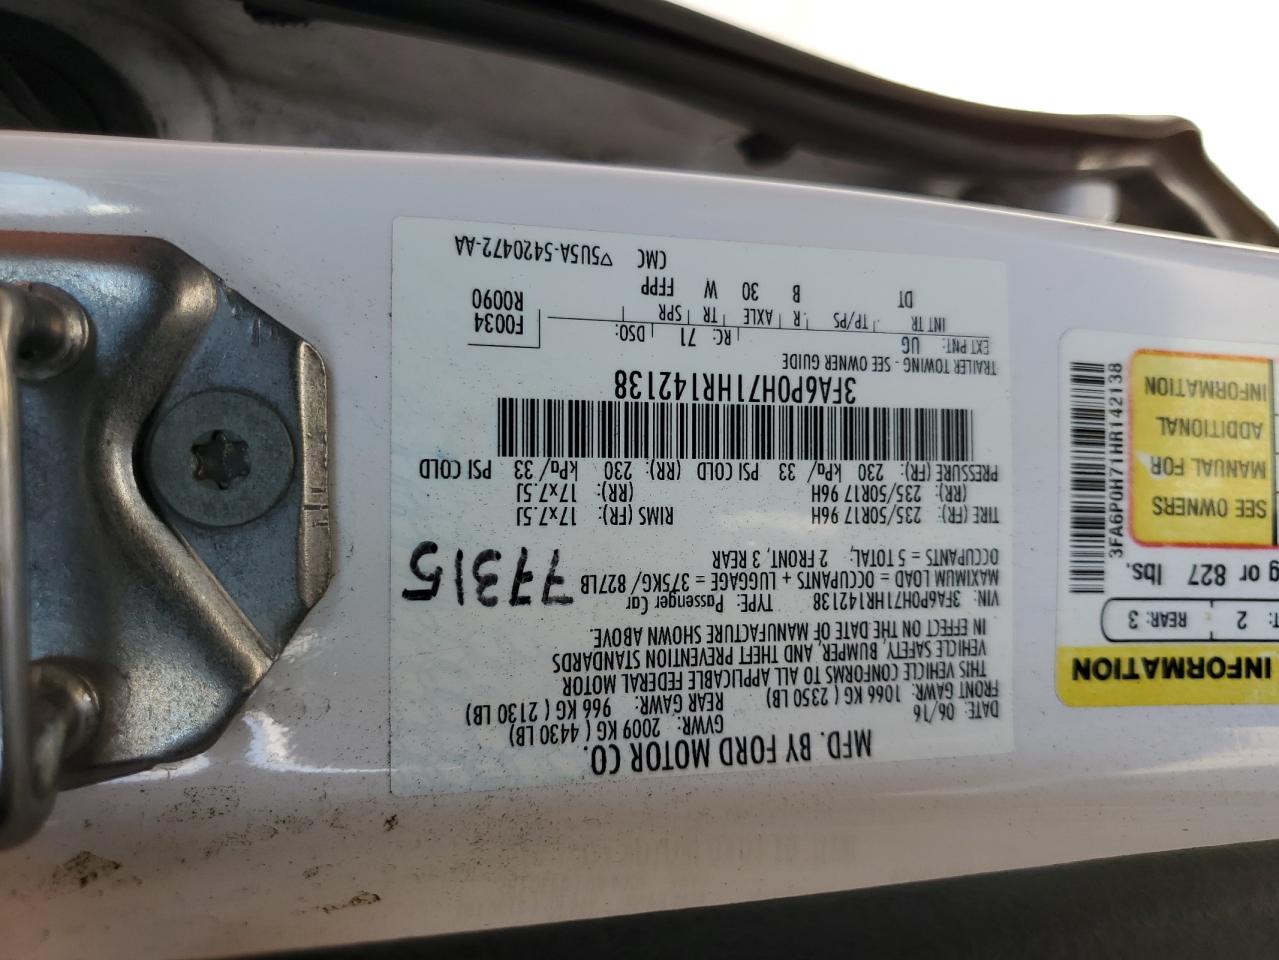 MFD. BY FORD MOTOR CO.
DATE: 06/16 GVWR: 2009 KG ( 4430 LB)
FRONT GAWR: 1066 KG ( 2350 LB) REAR GAWR: 966 KG ( 2130 LB)
THIS VEHICLE CONFORMS TO ALL APPLICABLE FEDERAL MOTOR
VEHICLE SAFETY, BUMPER, AND THEFT PREVENTION STANDARDS
IN EFFECT ON THE DATE OF MANUFACTURE SHOWN ABOVE.
VIN: 3FA6P0H71HR142138 TYPE: Passenger Car
MAXIMUM LOAD = OCCUPANTS + LUGGAGE = 375KG/ 827LB
OCCUPANTS = 5 TOTAL, 2 FRONT, 3 REAR
77315
TIRE (FR): 235/50R17 96H RIMS (FR): 17x7.5J
(RR): 235/50R17 96H (RR): 17x7.5J
PRESSURE (FR): 230 kPa/ 33 PSI COLD (RR): 230 kPa/ 33 PSI COLD
3FA6P0H71HR142138
TRAILER TOWING - SEE OWNER GUIDE
EXT PNT: UG RC: 71 DSO: F0034
R0090
INT TR TP/PS R AXLE TR SPR
DT B 30 W FFPP
CMC ▽5U5A-5420472-AA
INFORMATION
: 2 REAR: 3
g or 827 lbs.
SEE OWNERS
MANUAL FOR
ADDITIONAL
INFORMATION
3FA6P0H71HR142138